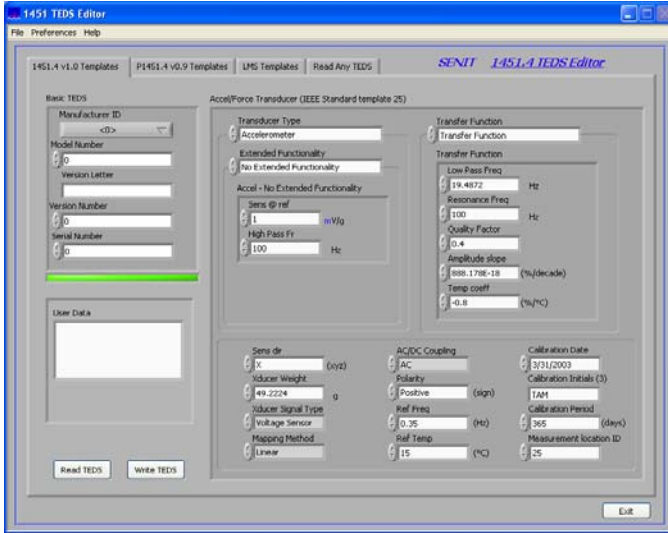 1451 TEDS Editor
File Preferences Help
1451.4 v1.0 Templates
P1451.4 v0.9 Templates
LMS Templates
Read Any TEDS
SENIT 1451.4 TEDS Editor
Basic TEDS
Manufacturer ID
<0>
Model Number
0
Version Letter
Version Number
0
Serial Number
0
User Data
Read TEDS
Write TEDS
Accel/Force Transducer (IEEE Standard template 25)
Transducer Type
Accelerometer
Extended Functionality
No Extended Functionality
Accel - No Extended Functionality
Sens @ ref
1 mV/g
High Pass Fr
100 Hz
Transfer Function
Transfer Function
Transfer Function
Low Pass Freq
19.4872 Hz
Resonance Freq
100 Hz
Quality Factor
0.4
Amplitude slope
888.178E-18 (%/decade)
Temp coeff
-0.8 (%/°C)
Sens dir
X (xyz)
Xducer Weight
49.2224 g
Xducer Signal Type
Voltage Sensor
Mapping Method
Linear
AC/DC Coupling
AC
Polarity
Positive (sign)
Ref Freq
0.35 (Hz)
Ref Temp
15 (°C)
Calibration Date
3/31/2003
Calibration Initials (3)
TAM
Calibration Period
365 (days)
Measurement location ID
25
Exit